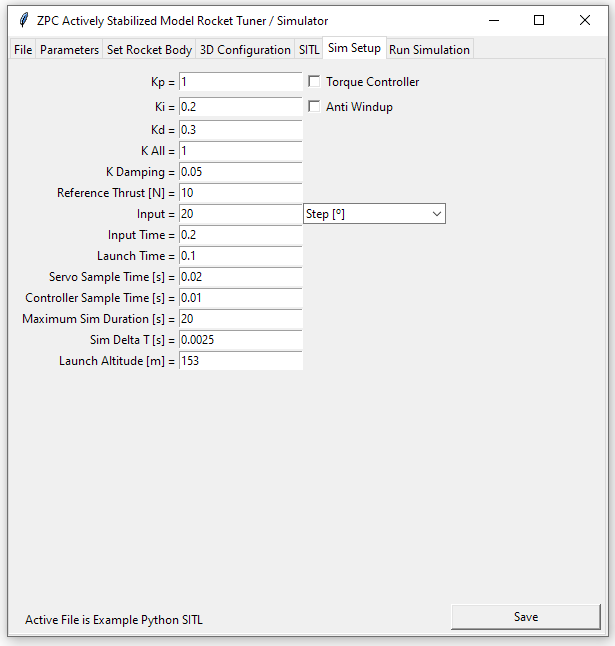 ZPC Actively Stabilized Model Rocket Tuner / Simulator
File Parameters Set Rocket Body 3D Configuration SITL Sim Setup Run Simulation
Kp = 1 Torque Controller
Ki = 0.2 Anti Windup
Kd = 0.3
K All = 1
K Damping = 0.05
Reference Thrust [N] = 10
Input = 20 Step [º]
Input Time = 0.2
Launch Time = 0.1
Servo Sample Time [s] = 0.02
Controller Sample Time [s] = 0.01
Maximum Sim Duration [s] = 20
Sim Delta T [s] = 0.0025
Launch Altitude [m] = 153
Active File is Example Python SITL Save